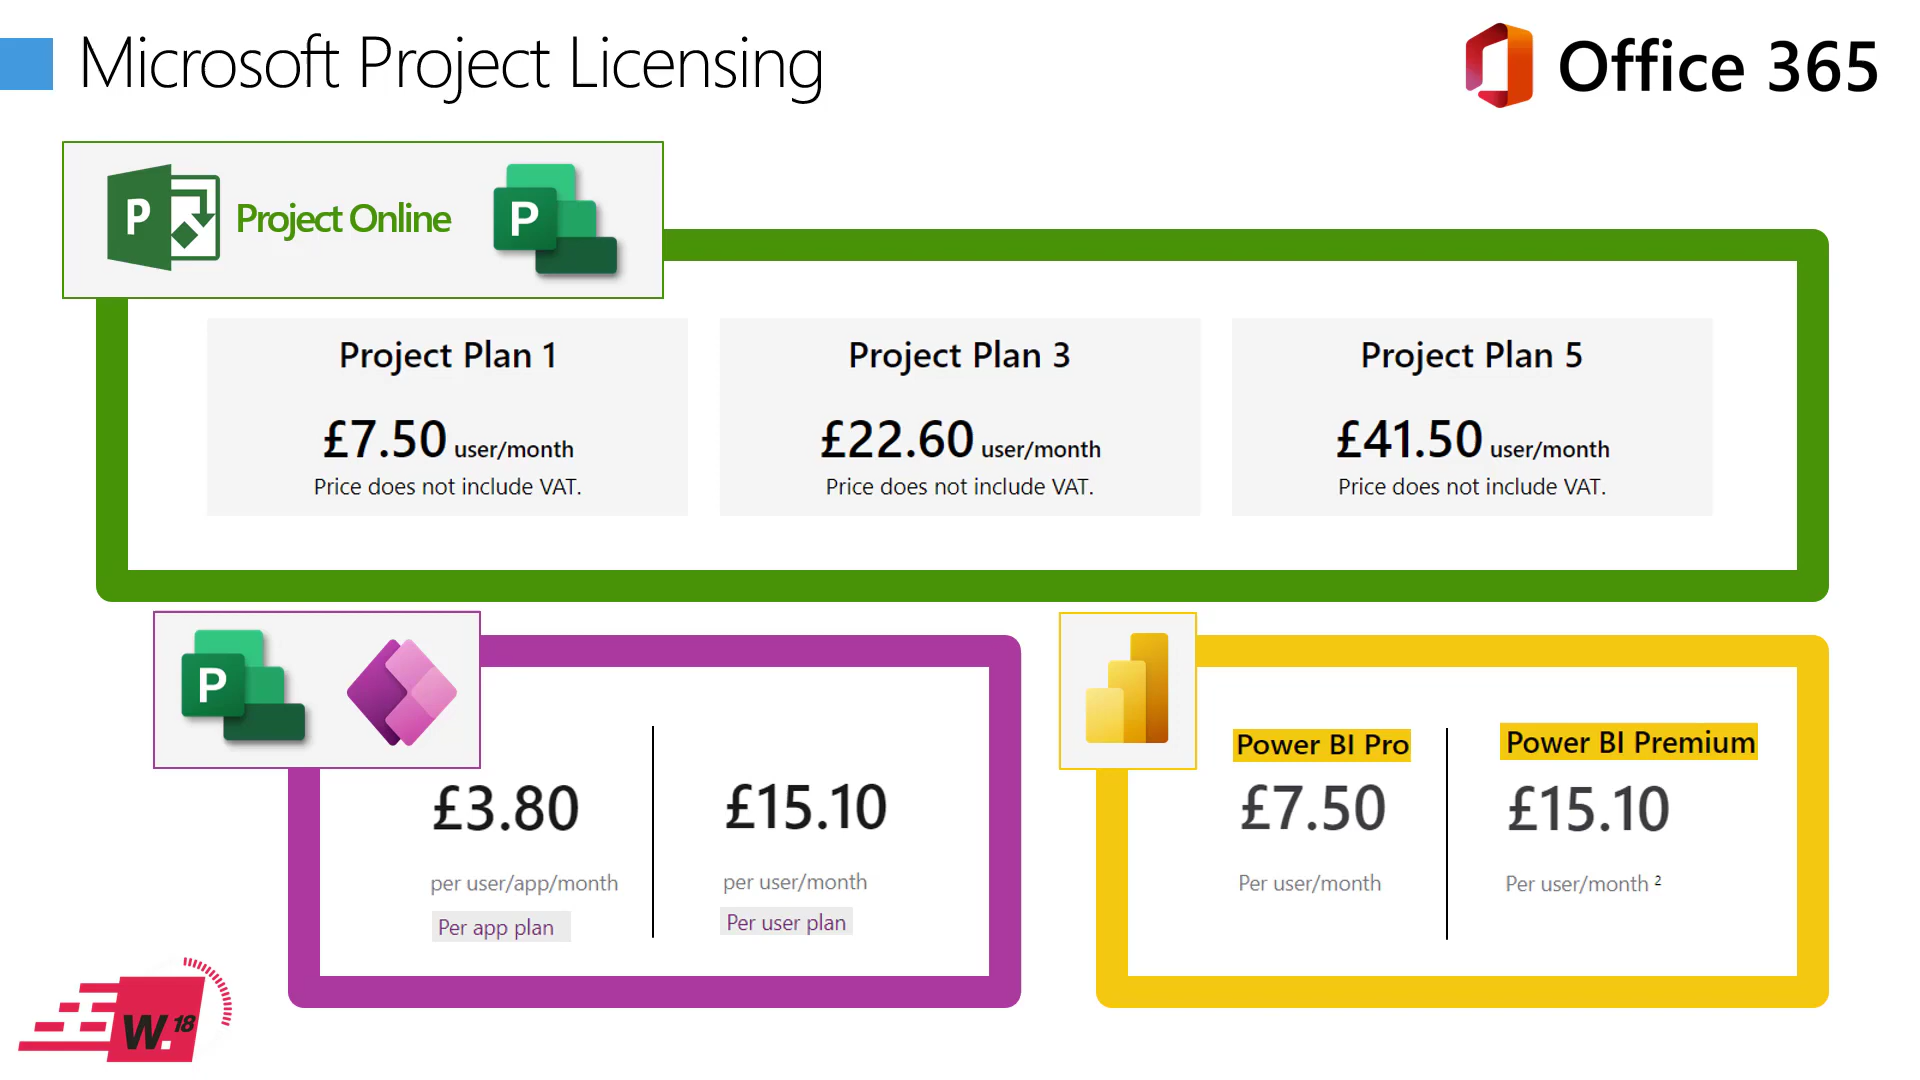 Microsoft Project Licensing
Office 365
P
Project Online
P
Project Plan 1
£7.50 user/month
Price does not include VAT.
Project Plan 3
£22.60 user/month
Price does not include VAT.
Project Plan 5
£41.50 user/month
Price does not include VAT.
P
£3.80
per user/app/month
Per app plan
£15.10
per user/month
Per user plan
Power BI Pro
£7.50
Per user/month
Power BI Premium
£15.10
Per user/month ²
W.18